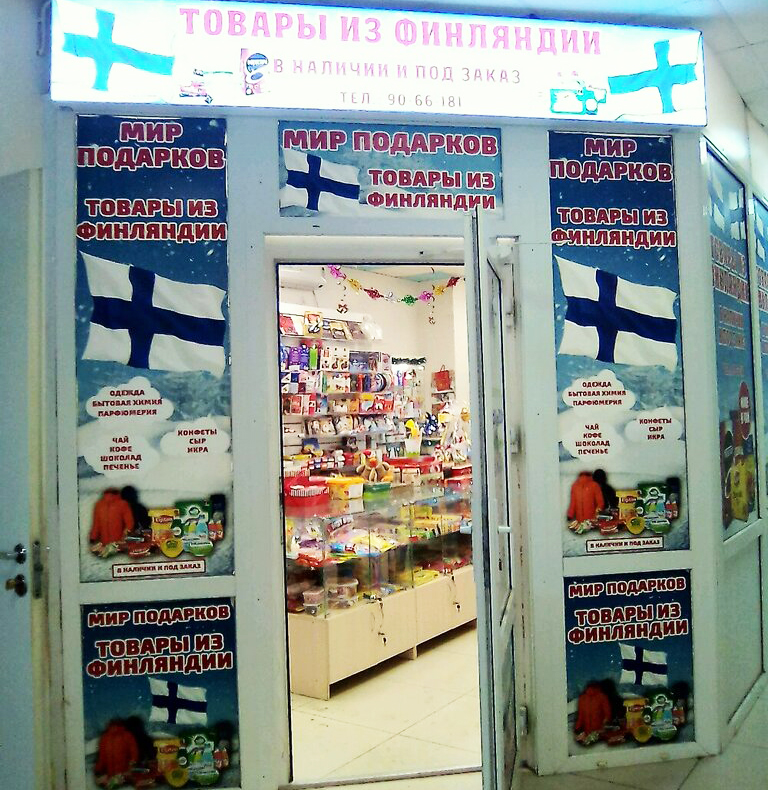 ТОВАРЫ ИЗ ФИНЛЯНДИИ
В НАЛИЧИИ И ПОД ЗАКАЗ
ТЕЛ. 90 66 181
МИР
ПОДАРКОВ
ТОВАРЫ ИЗ
ФИНЛЯНДИИ
ОДЕЖДА
БЫТОВАЯ ХИМИЯ
ПАРФЮМЕРИЯ
ЧАЙ
КОФЕ
ШОКОЛАД
ПЕЧЕНЬЕ
КОНФЕТЫ
СЫР
ИКРА
В НАЛИЧИИ И ПОД ЗАКАЗ
МИР ПОДАРКОВ
ТОВАРЫ ИЗ
ФИНЛЯНДИИ
МИР ПОДАРКОВ
ТОВАРЫ ИЗ
ФИНЛЯНДИИ
МИР
ПОДАРКОВ
ТОВАРЫ ИЗ
ФИНЛЯНДИИ
ОДЕЖДА
БЫТОВАЯ ХИМИЯ
ПАРФЮМЕРИЯ
ЧАЙ
КОФЕ
ШОКОЛАД
ПЕЧЕНЬЕ
КОНФЕТЫ
СЫР
ИКРА
В НАЛИЧИИ И ПОД ЗАКАЗ
МИР ПОДАРКОВ
ТОВАРЫ ИЗ
ФИНЛЯНДИИ